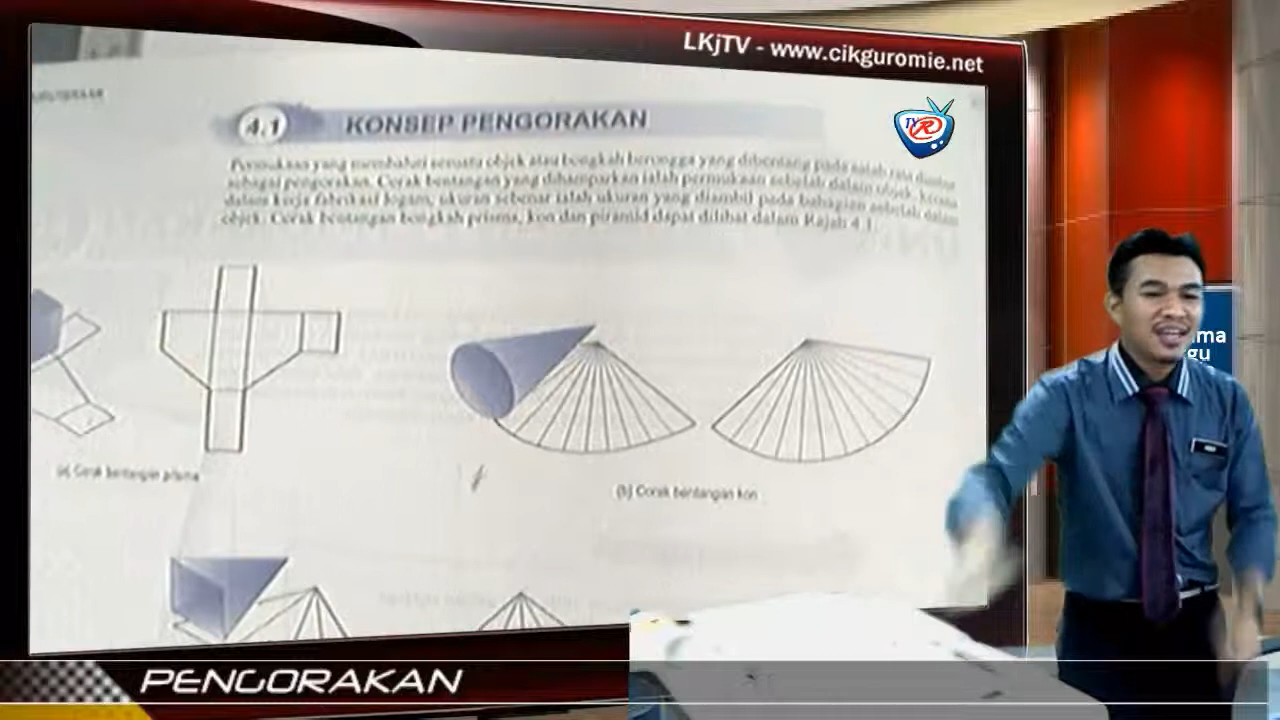 LKjTV - www.cikguromie.net
TV R
4.1 KONSEP PENGORAKAN
Permukaan yang membaluti sesuatu objek atau bongkah berongga yang dibentang pada satah rata
sebagai pengorakan. Corak bentangan yang dihamparkan ialah permukaan sebelah dalam objek, kerana
dalam kerja fabrikasi logam, ukuran sebenar ialah ukuran yang diambil pada bahagian sebelah dalam
objek. Corak bentangan bongkah prisma, kon dan piramid dapat dilihat dalam Rajah 4.1.
(a) Corak bentangan prisma
(b) Corak bentangan kon
ma
gu
PENGORAKAN